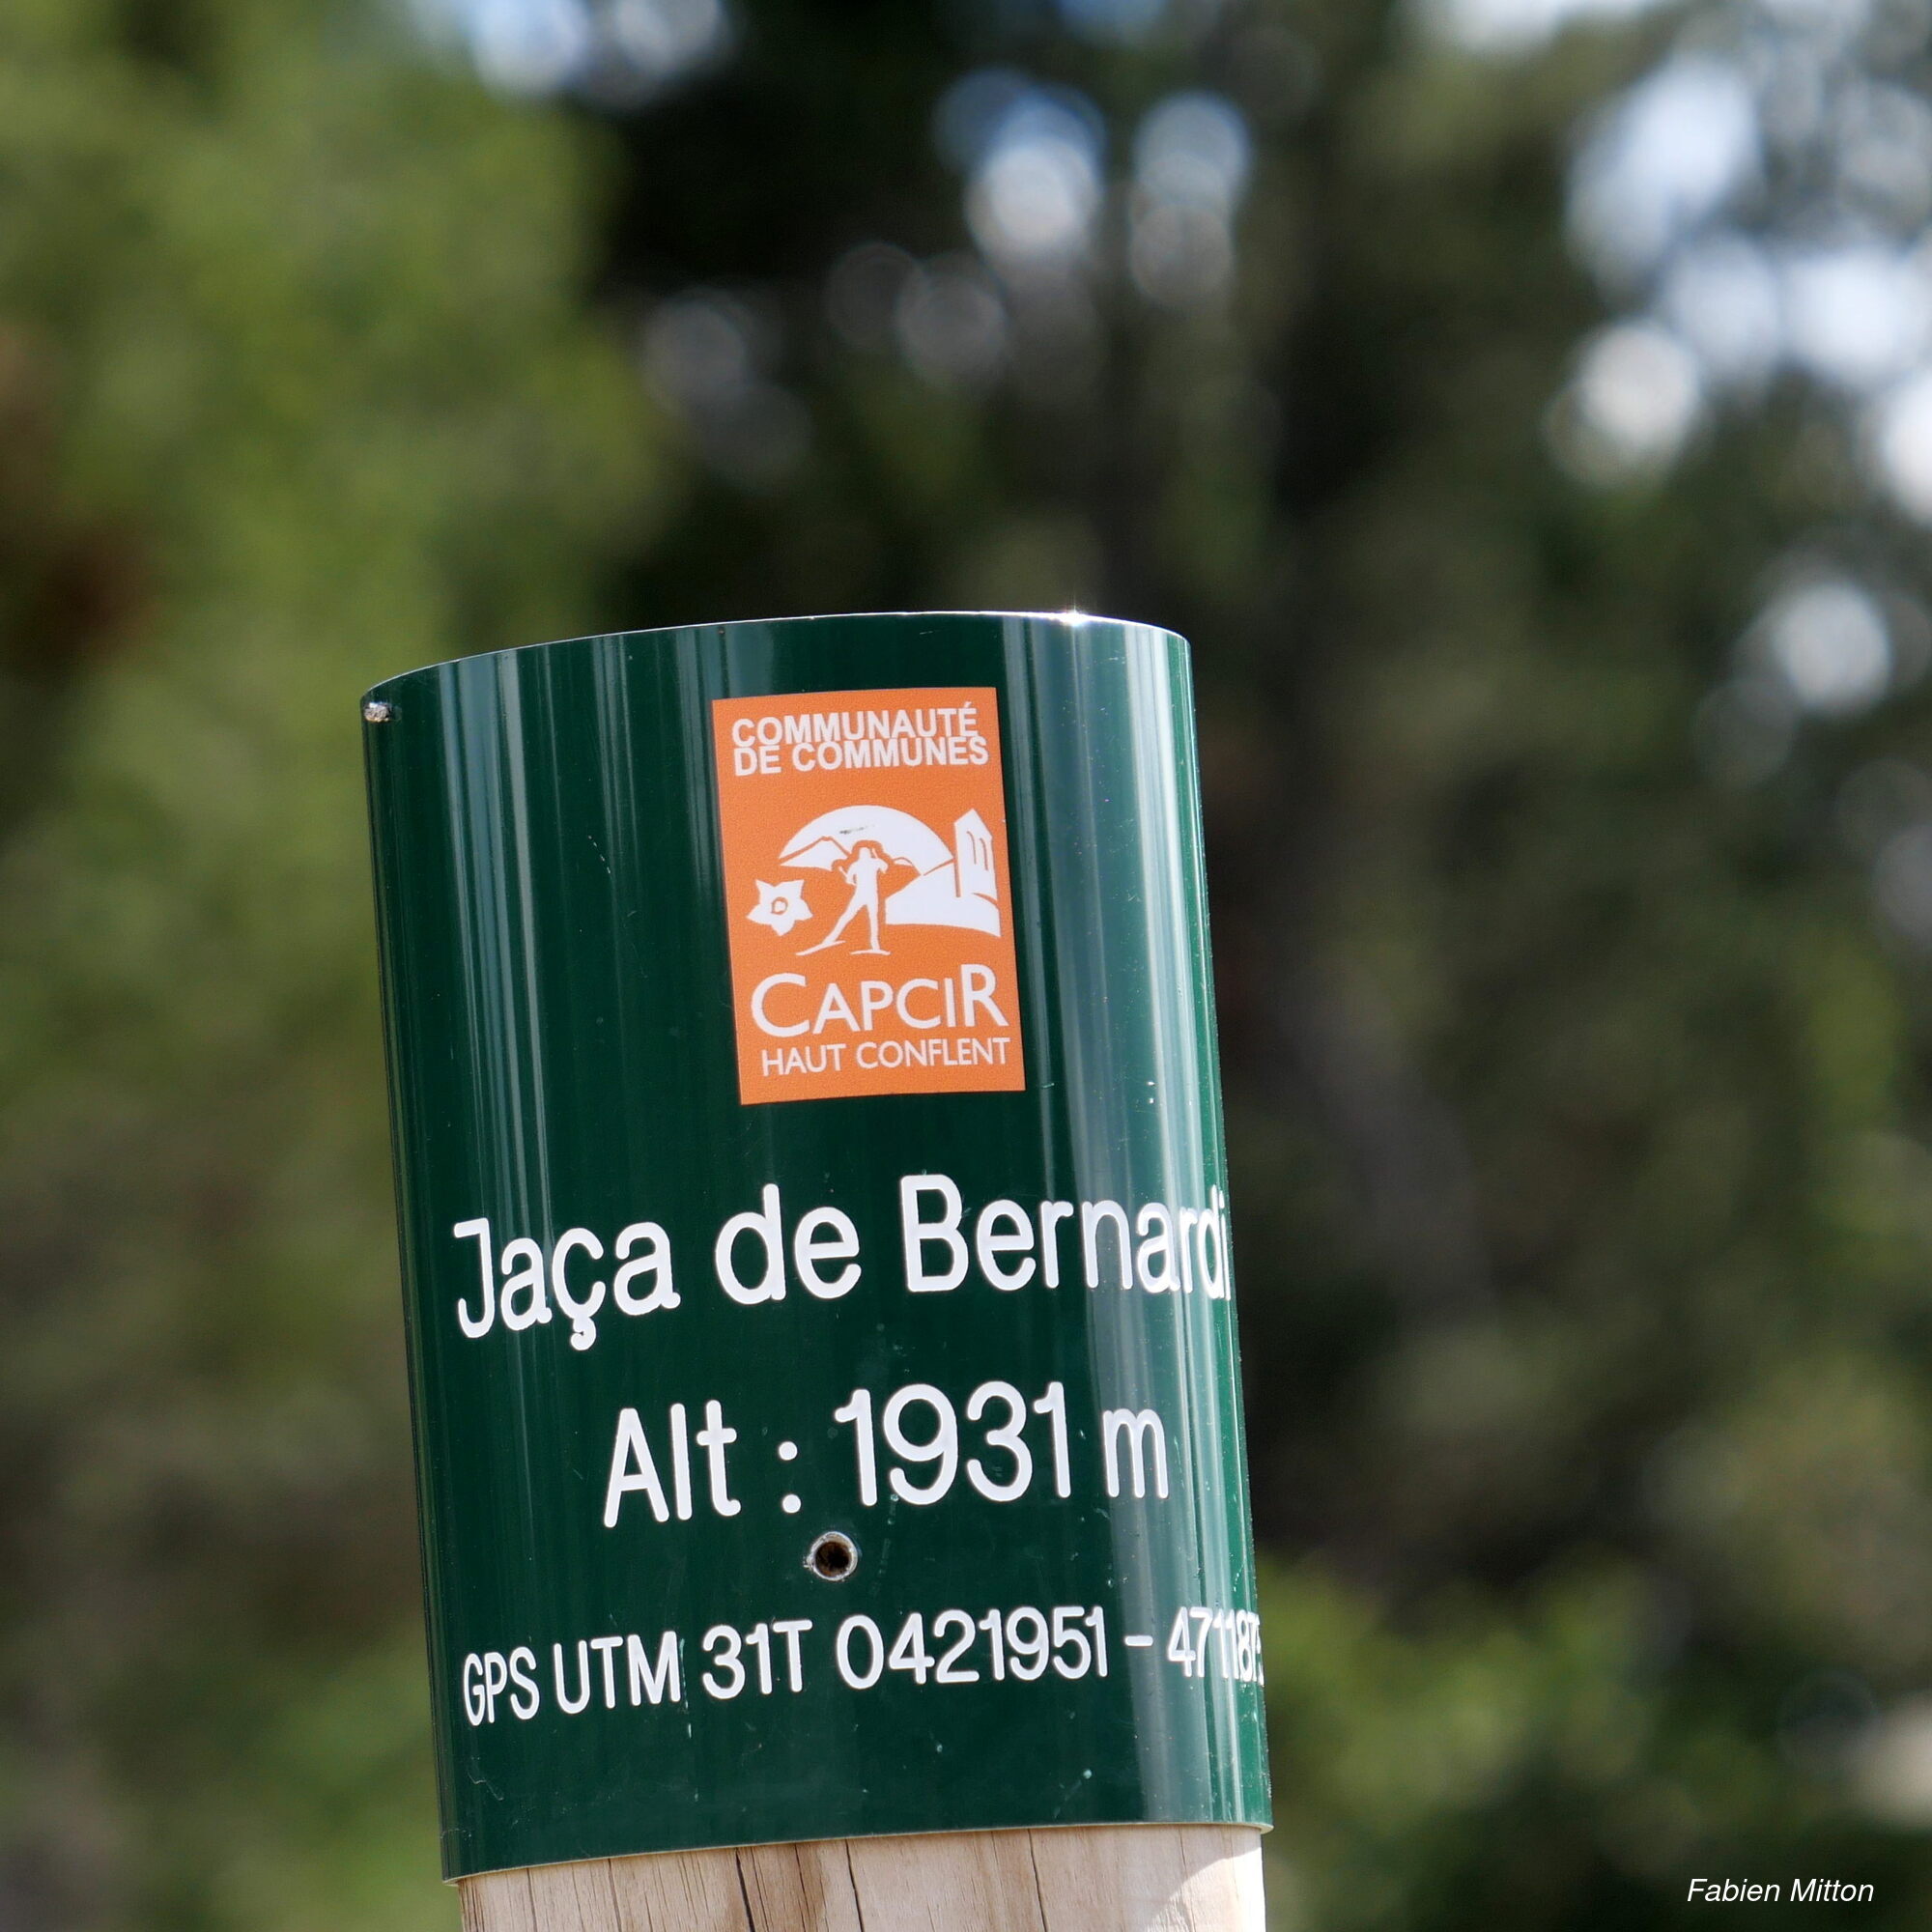 COMMUNAUTÉ
DE COMMUNES
CAPCIR
HAUT CONFLENT
Jaça de Bernardi
Alt : 1931 m
GPS UTM 31T 0421951 -
Fabien Mitton